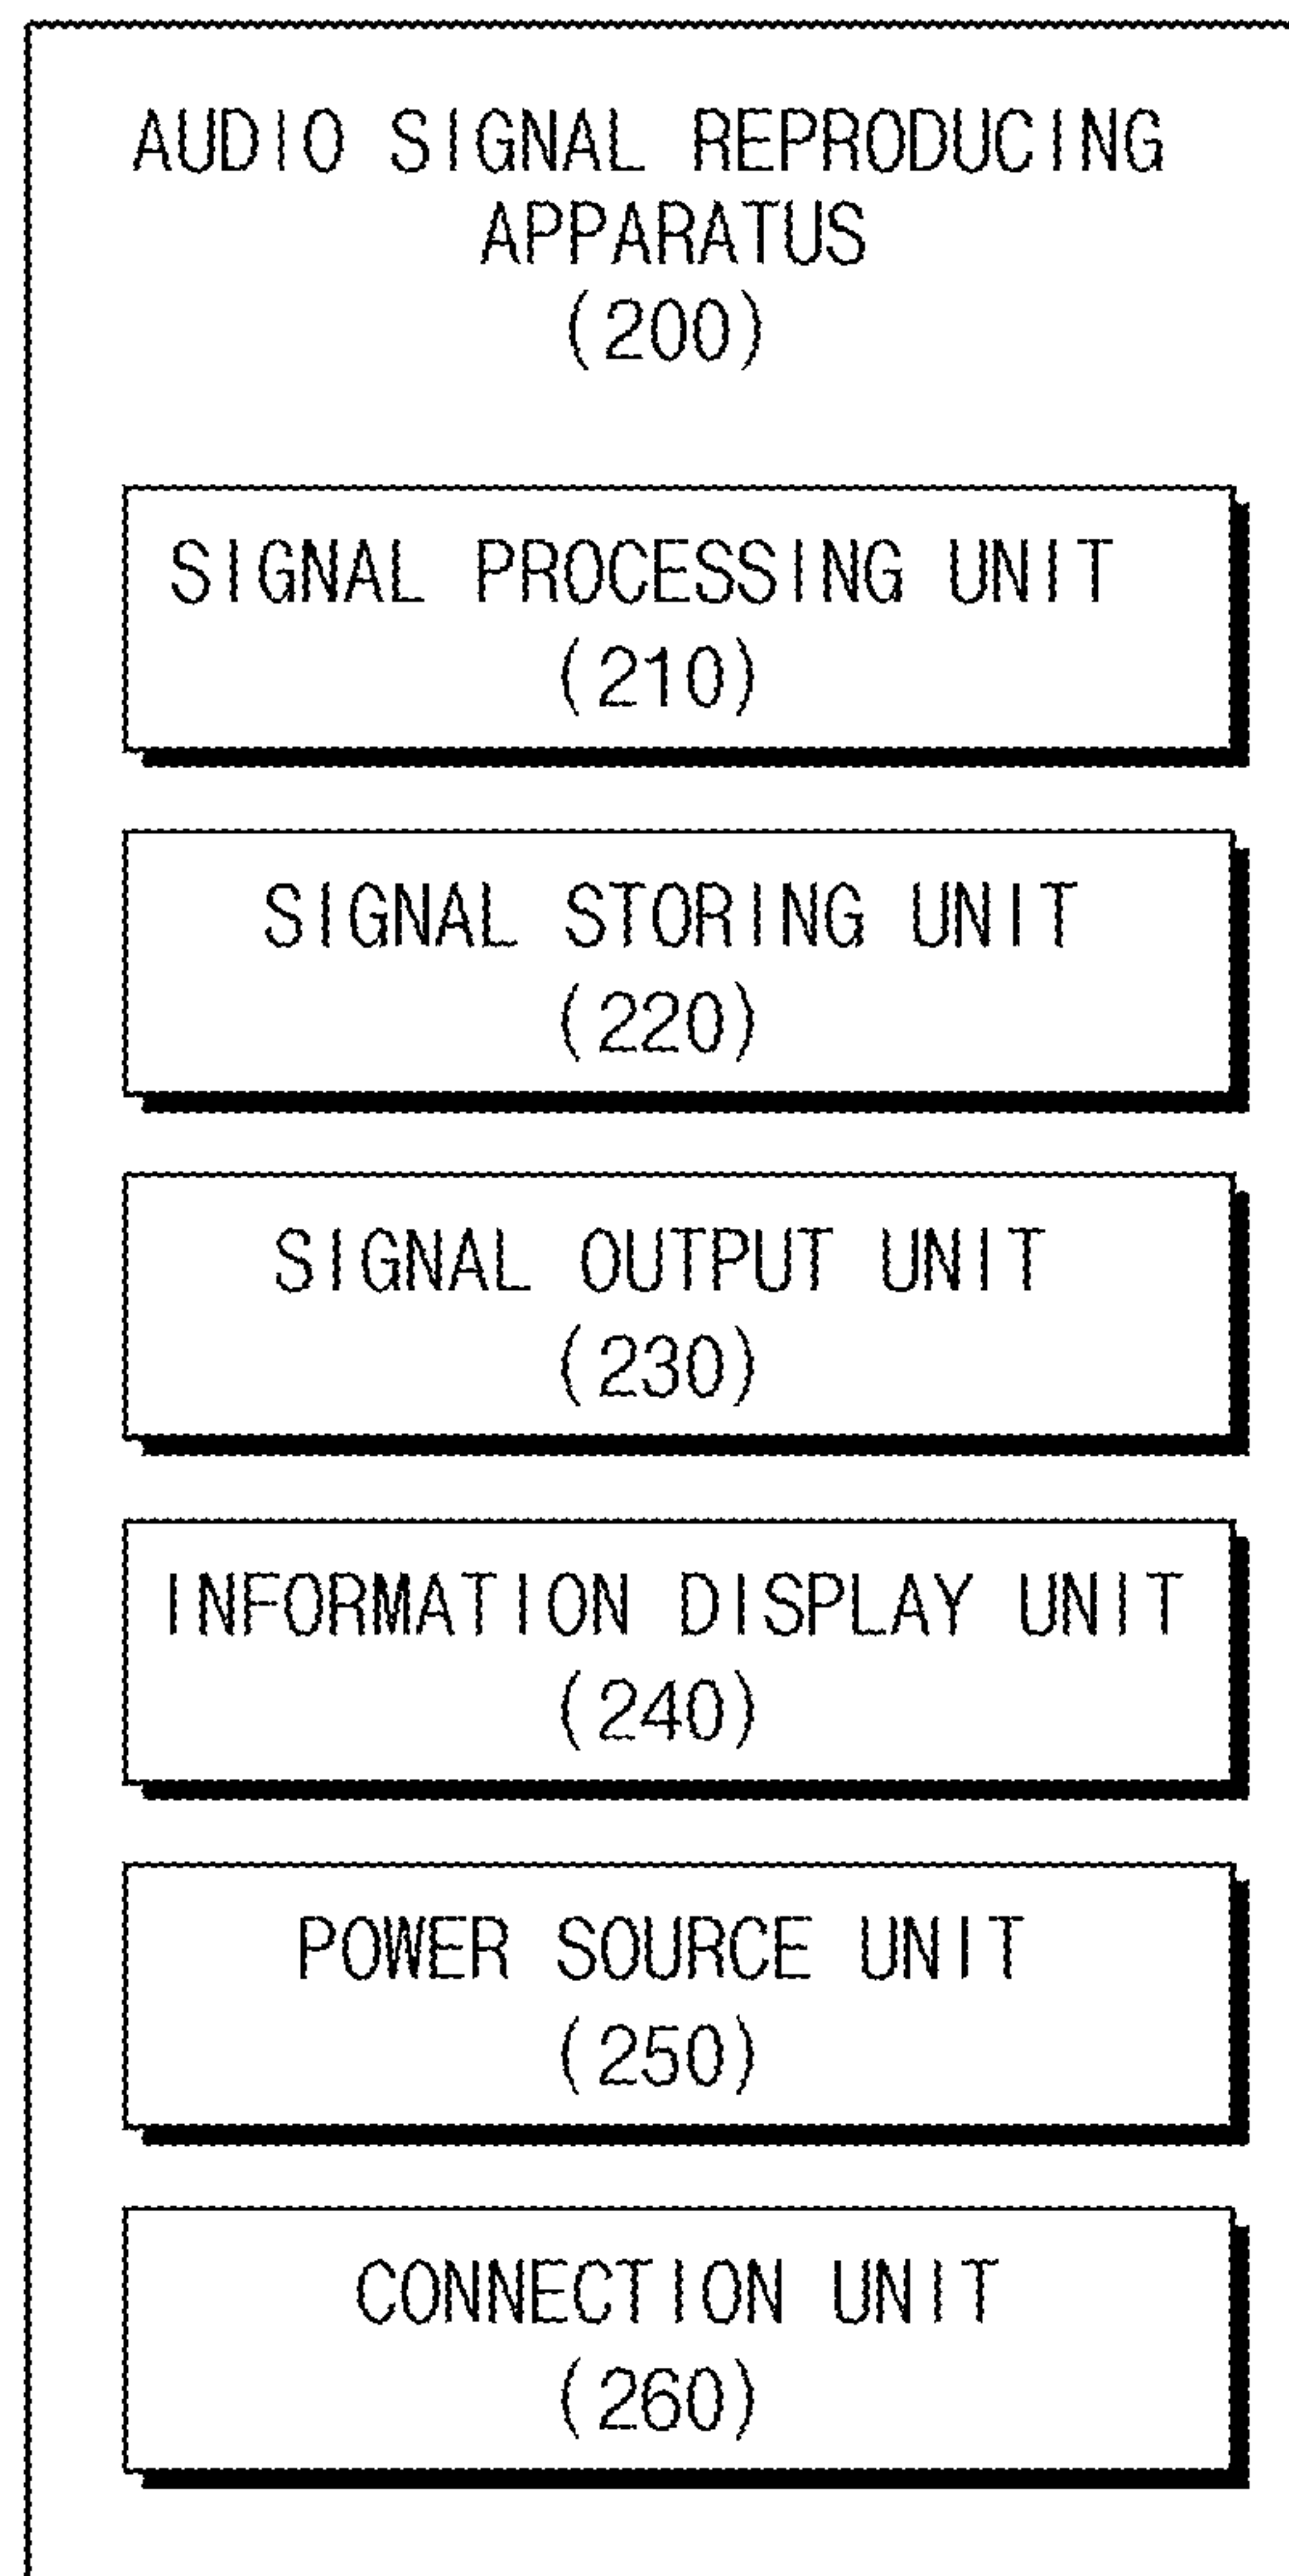 AUDIO SIGNAL REPRODUCING
APPARATUS
(200)
SIGNAL PROCESSING UNIT
(210)
SIGNAL STORING UNIT
(220)
SIGNAL OUTPUT UNIT
(230)
INFORMATION DISPLAY UNIT
(240)
POWER SOURCE UNIT
(250)
CONNECTION UNIT
(260)